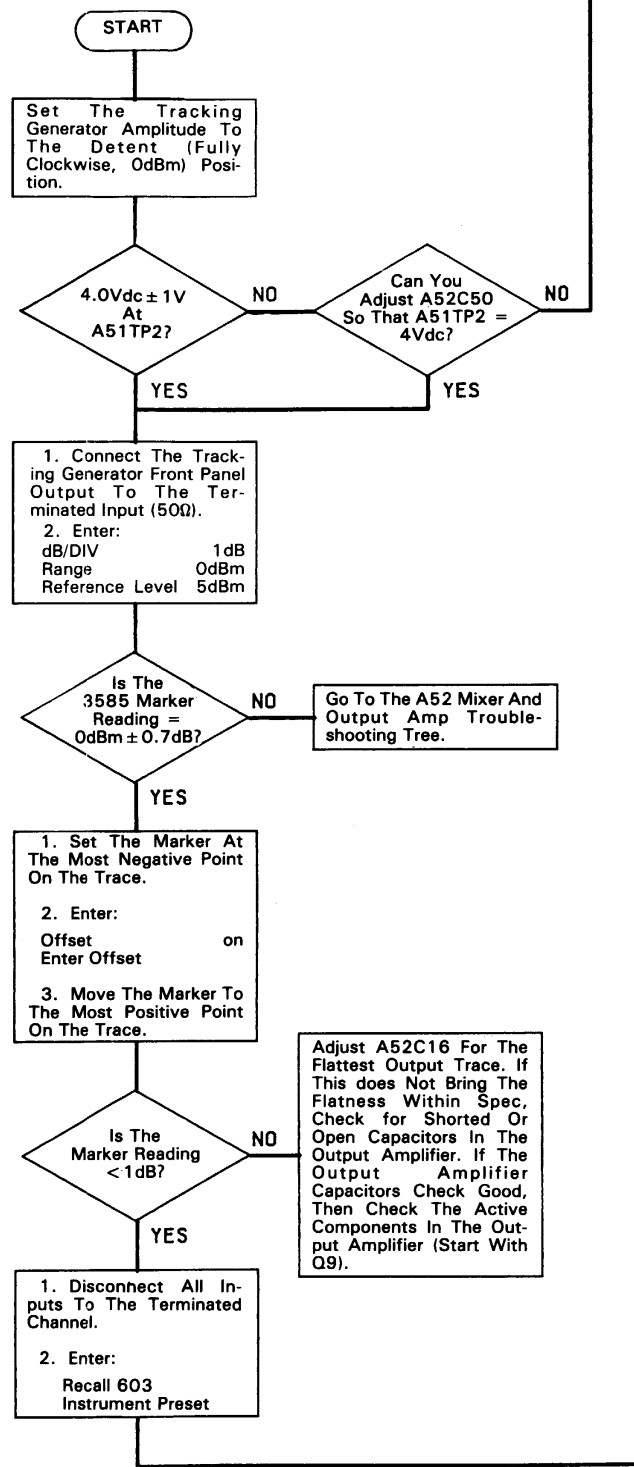 START
Set The Tracking
Generator Amplitude To
The Detent (Fully
Clockwise, 0dBm) Posi-
tion.
4.0Vdc ± 1V
At
A51TP2?
NO
Can You
Adjust A52C50
So That A51TP2 =
4Vdc?
NO
YES
YES
1. Connect The Track-
ing Generator Front Panel
Output To The Ter-
minated Input (50Ω).
2. Enter:
dB/DIV 1dB
Range 0dBm
Reference Level 5dBm
Is The
3585 Marker
Reading =
0dBm ± 0.7dB?
NO
Go To The A52 Mixer And
Output Amp Trouble-
shooting Tree.
YES
1. Set The Marker At
The Most Negative Point
On The Trace.
2. Enter:
Offset on
Enter Offset
3. Move The Marker To
The Most Positive Point
On The Trace.
Is The
Marker Reading
<1dB?
NO
Adjust A52C16 For The
Flattest Output Trace. If
This does Not Bring The
Flatness Within Spec,
Check for Shorted Or
Open Capacitors In The
Output Amplifier. If The
Output Amplifier
Capacitors Check Good,
Then Check The Active
Components In The Out-
put Amplifier (Start With
Q9).
YES
1. Disconnect All In-
puts To The Terminated
Channel.
2. Enter:
Recall 603
Instrument Preset